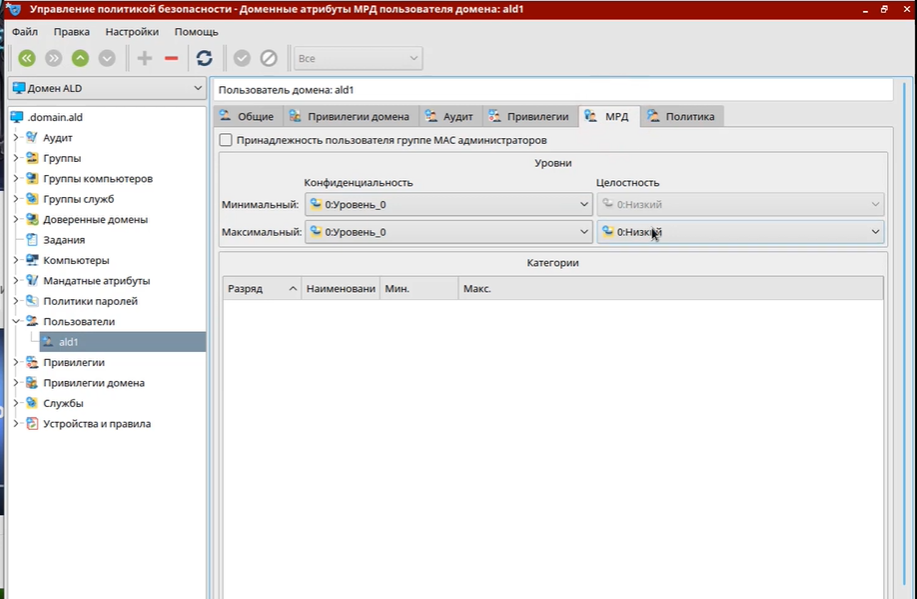 Управление политикой безопасности - Доменные атрибуты МРД пользователя домена: ald1
Файл Правка Настройки Помощь
Все
Домен ALD
.domain.ald
Аудит
Группы
Группы компьютеров
Группы служб
Доверенные домены
Задания
Компьютеры
Мандатные атрибуты
Политики паролей
Пользователи
ald1
Привилегии
Привилегии домена
Службы
Устройства и правила
Пользователь домена: ald1
Общие Привилегии домена Аудит Привилегии МРД Политика
Принадлежность пользователя группе MAC администраторов
Уровни
Конфиденциальность Целостность
Минимальный: 0:Уровень_0 0:Низкий
Максимальный: 0:Уровень_0 0:Низкий
Категории
Разряд Наименовани Мин. Макс.